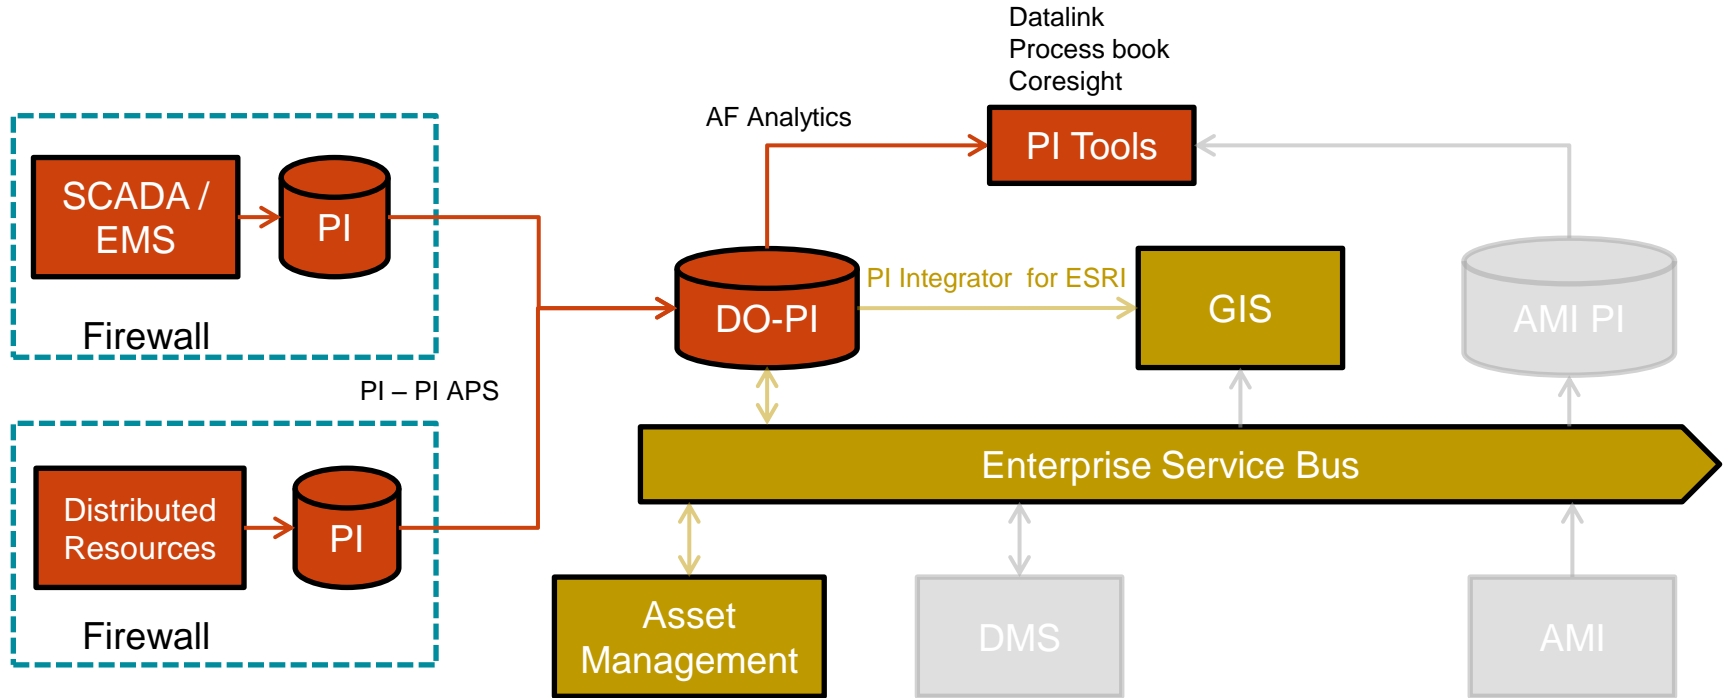 Datalink
Process book
Coresight
AF Analytics
PI Tools
SCADA /
EMS
PI
Firewall
DO-PI
PI Integrator  for ESRI
GIS
AMI PI
PI – PI APS
Enterprise Service Bus
Distributed
Resources
PI
Firewall
Asset
Management
DMS
AMI